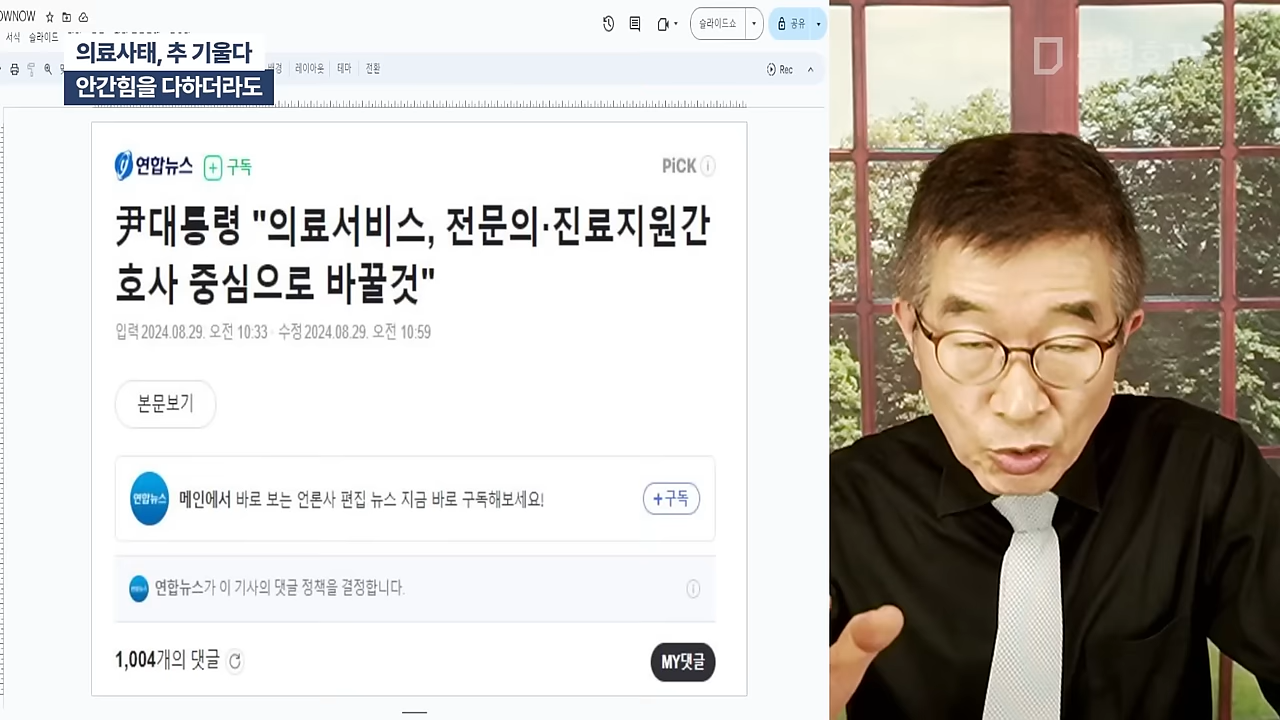 OWNOW
서식 슬라이드
슬라이드쇼
공유
의료사태, 추 기울다
안간힘을 다하더라도
레이아웃 테마 전환
Rec
연합뉴스 구독
PiCK
尹대통령 "의료서비스, 전문의·진료지원간
호사 중심으로 바꿀것"
입력 2024.08.29. 오전 10:33 수정 2024.08.29. 오전 10:59
본문보기
연합뉴스
메인에서 바로 보는 언론사 편집 뉴스 지금 바로 구독해보세요!
+구독
연합뉴스가 이 기사의 댓글 정책을 결정합니다.
1,004개의 댓글
MY댓글